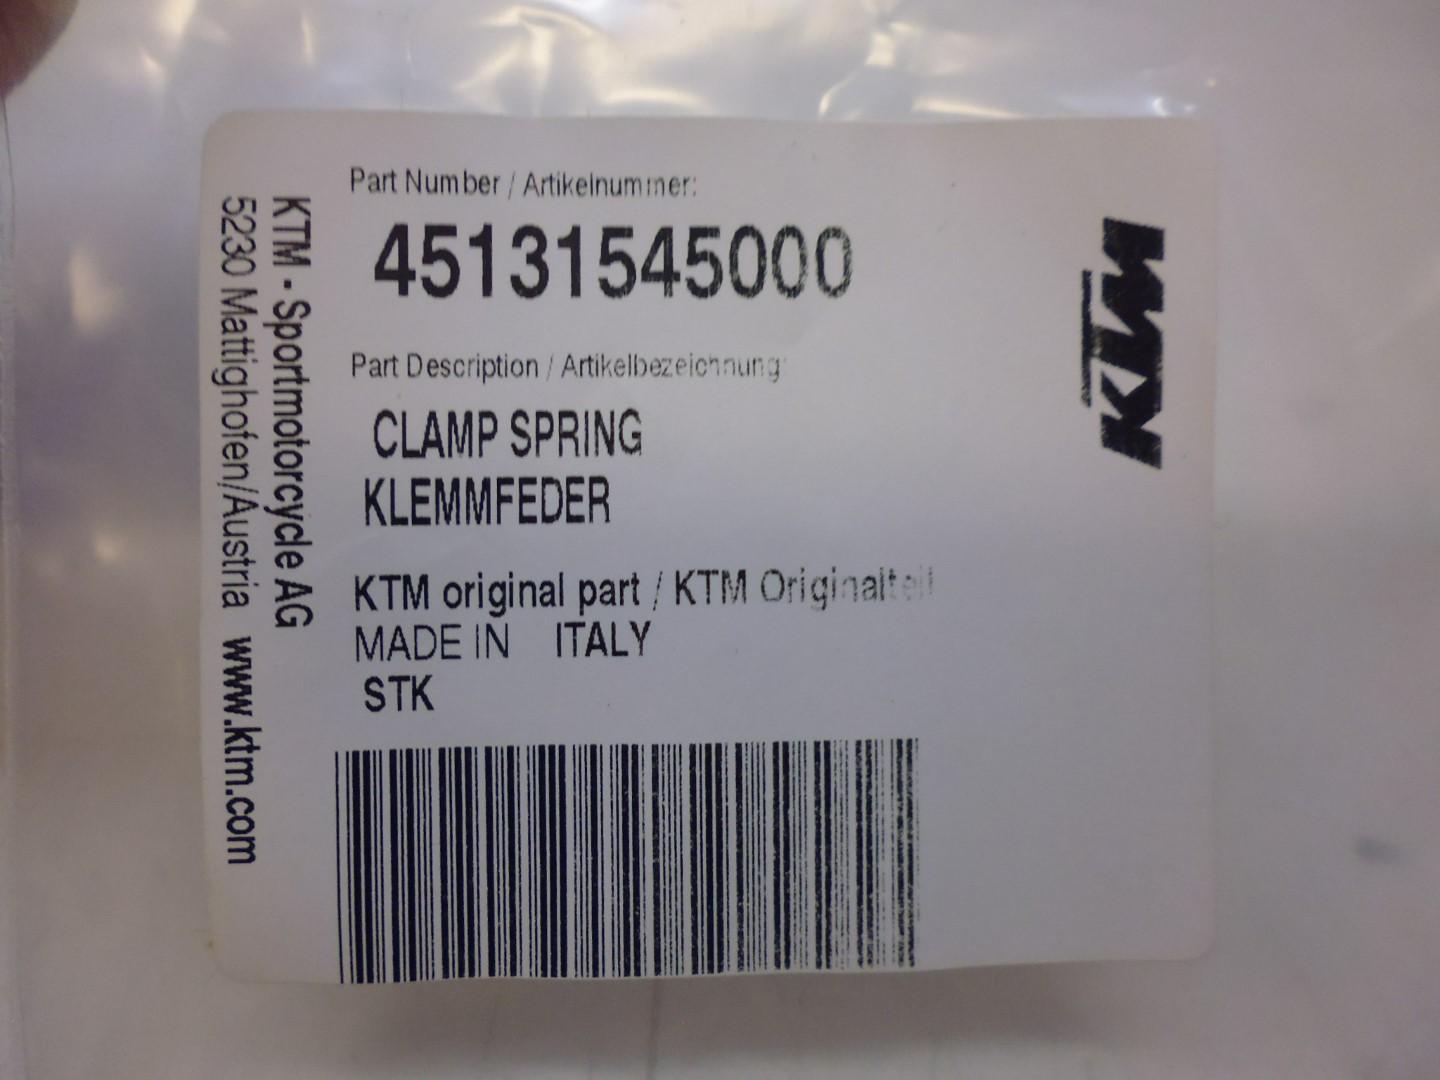 Part Number / Artikelnummer:
45131545000
Part Description / Artikelbezeichnung:
CLAMP SPRING
KLEMMFEDER
KTM original part / KTM Originalteil
MADE IN ITALY
STK
KTM - Sportmotorcycle AG
5230 Mattighofen/Austria www.ktm.com
KTM